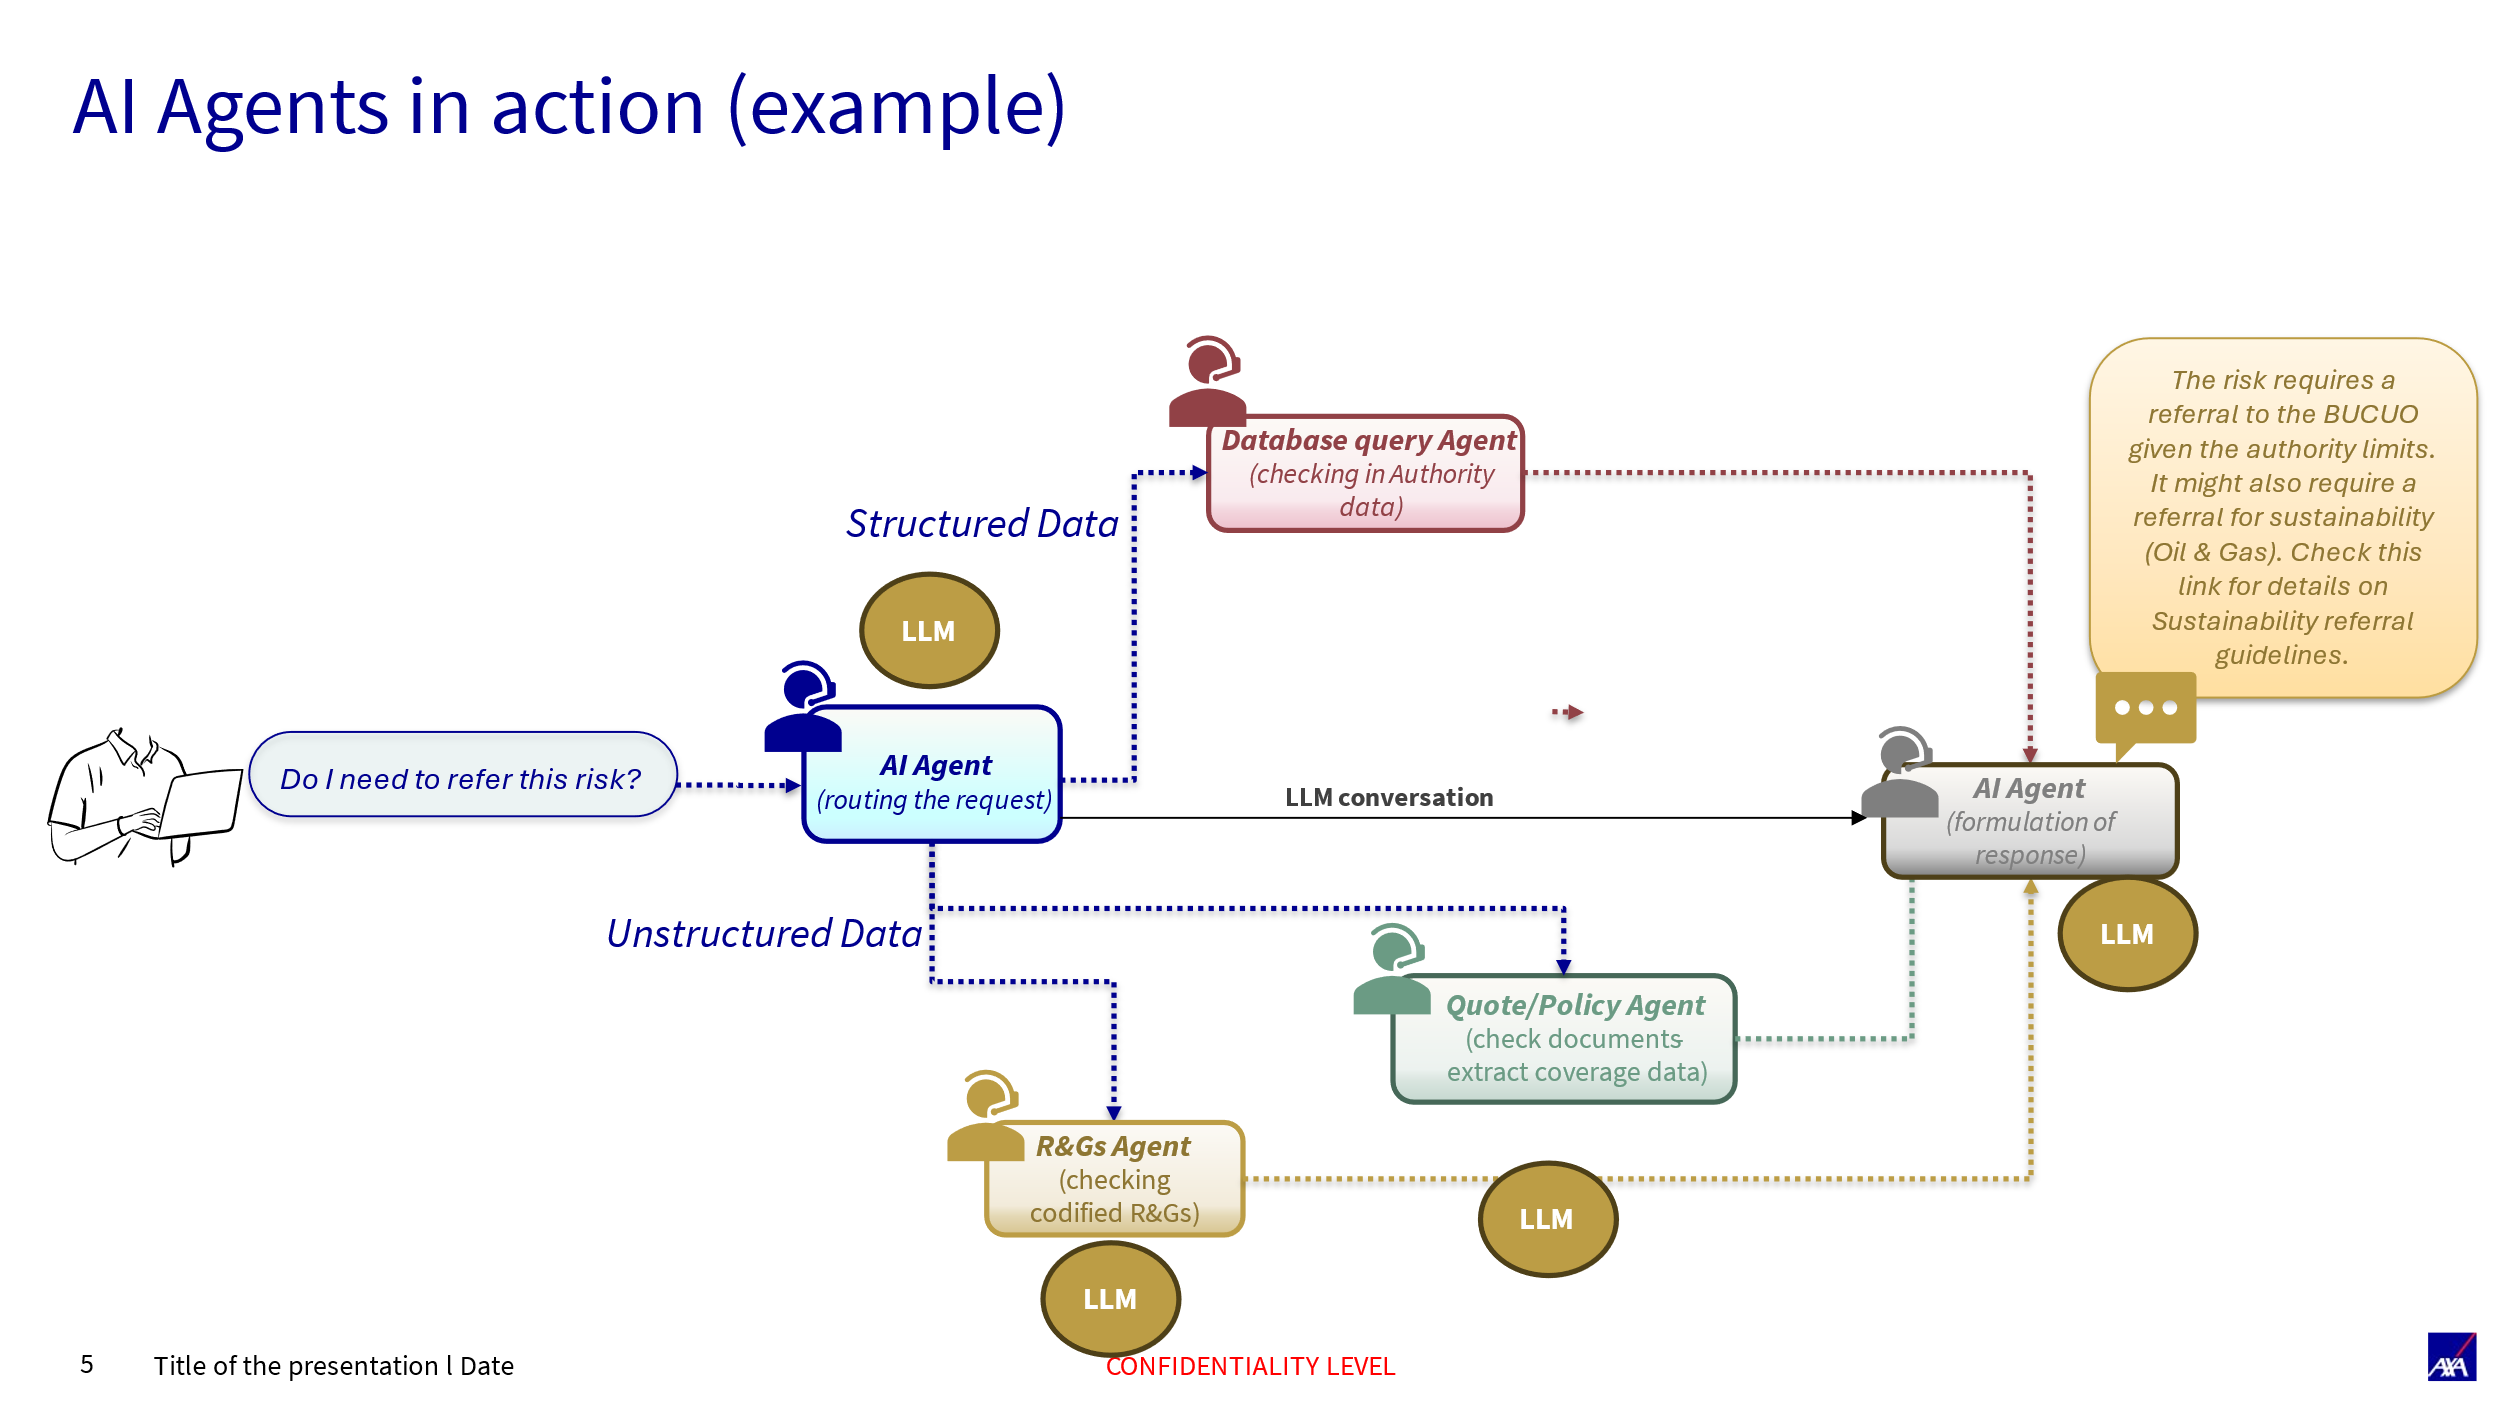 AI Agents in action (example)
The risk requires a
referral to the BUCUO
given the authority limits.
It might also require a
referral for sustainability
(Oil & Gas). Check this
link for details on
Sustainability referral
guidelines.
Database query Agent
(checking in Authority
data)
Structured Data
LLM
Do I need to refer this risk?
AI Agent
(routing the request)
LLM conversation
AI Agent
(formulation of
response)
LLM
Unstructured Data
Quote/Policy Agent
(check documents-
extract coverage data)
R&Gs Agent
(checking
codified R&Gs)
LLM
LLM
5
Title of the presentation l Date
CONFIDENTIALITY LEVEL
AXA